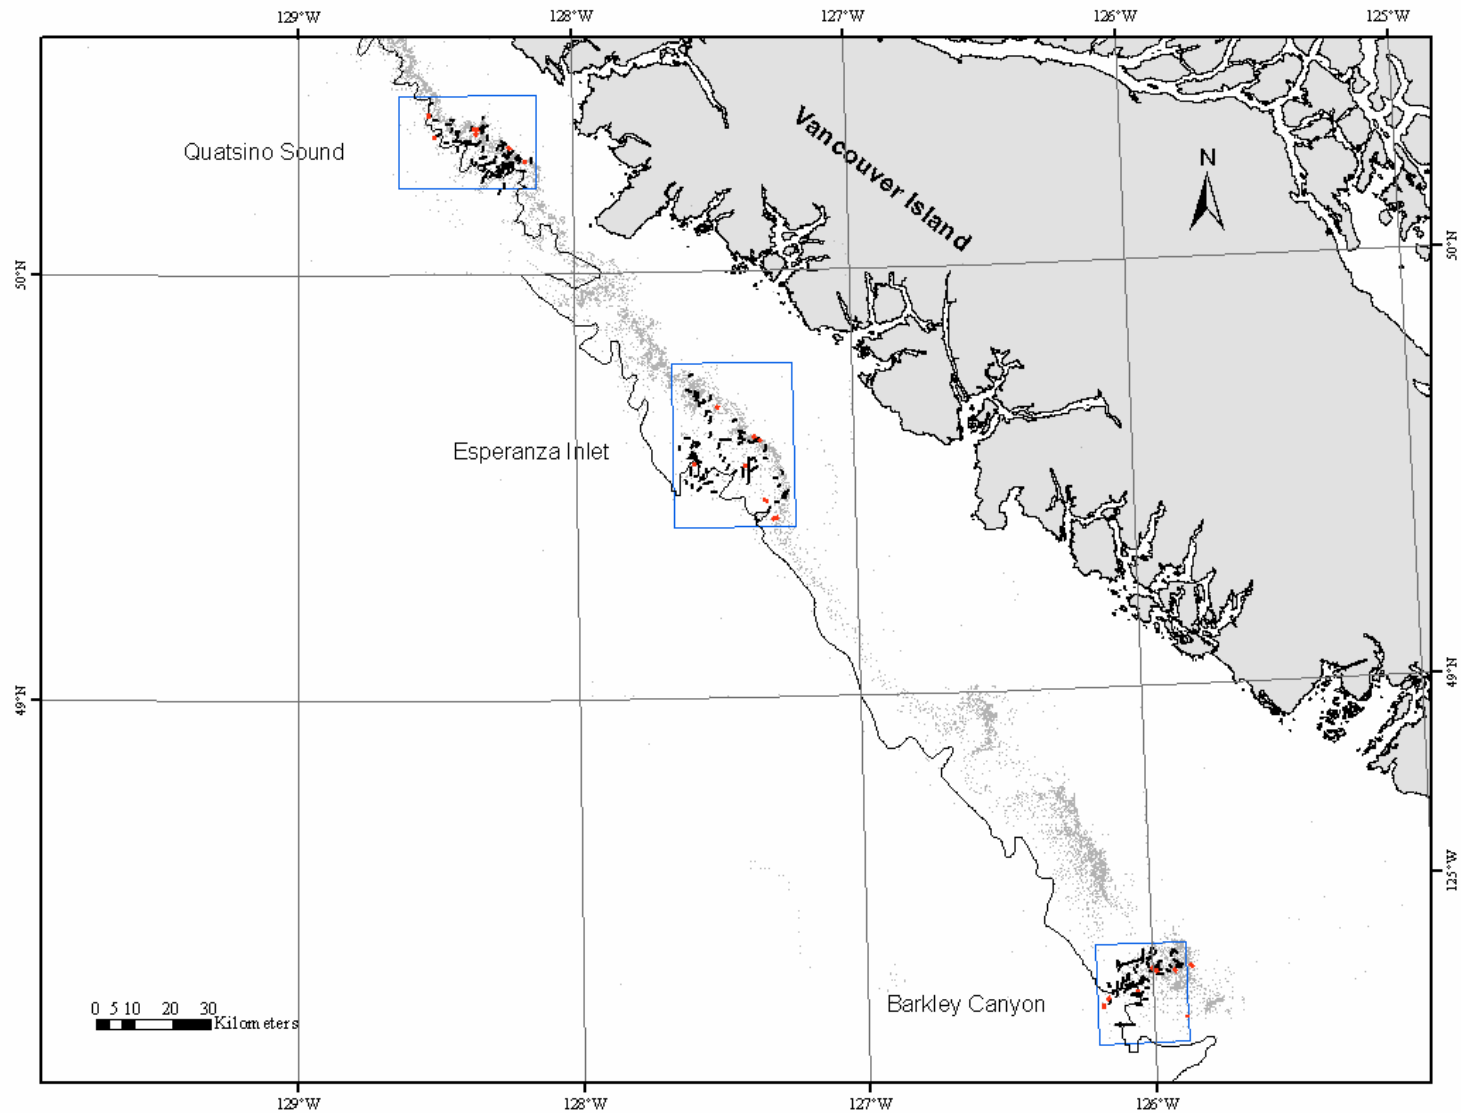 129°W 128°W 127°W 126°W 125°W
Quatsino Sound
Vancouver Island
N
50°N 50°N
Esperanza Inlet
49°N 49°N
125°W
Barkley Canyon
0 5 10 20 30
Kilometers
129°W 128°W 127°W 126°W